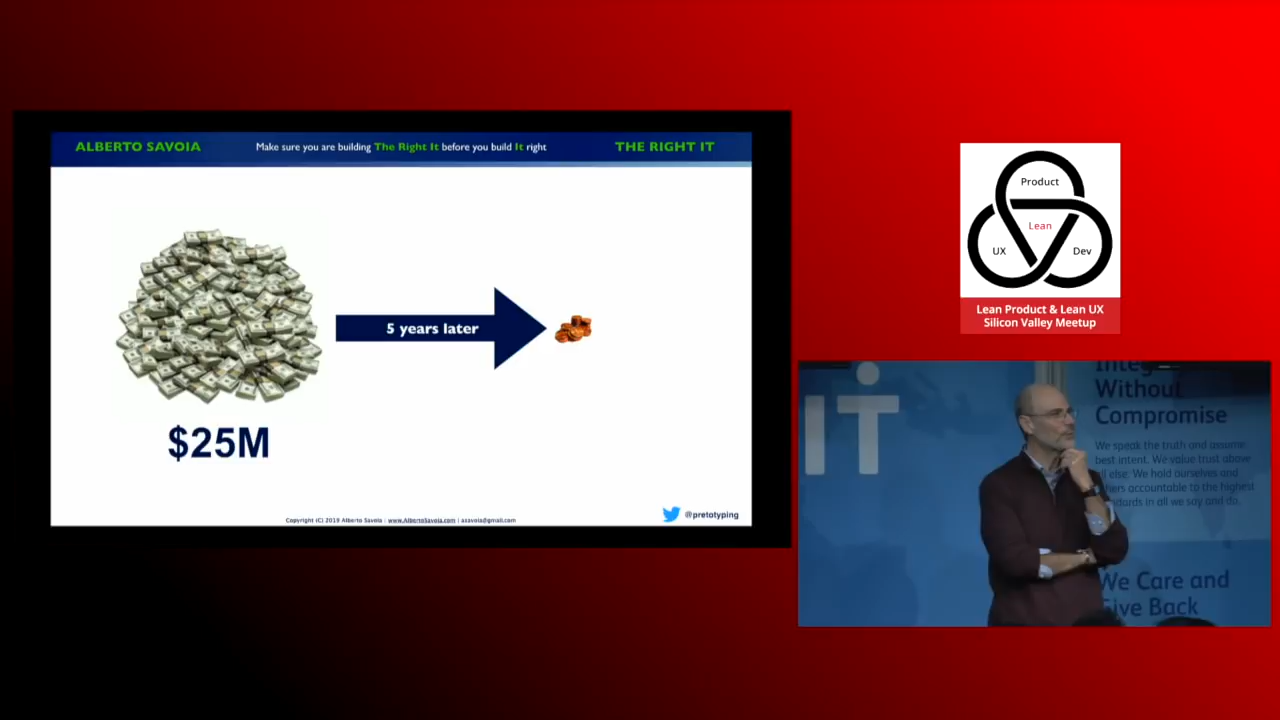 ALBERTO SAVOIA
Make sure you are building The Right It before you build It right
THE RIGHT IT
5 years later
$25M
Copyright (C) 2019 Alberto Savoia | www.AlbertoSavoia.com | asavoia@gmail.com
@pretotyping
Product
Lean
UX
Dev
Lean Product & Lean UX
Silicon Valley Meetup
IT
Without
Compromise
We speak the truth and assume
best intent. We value trust above
all else. We hold ourselves and
accountable to the highest
in all we say and do.
We Care and
Give Back